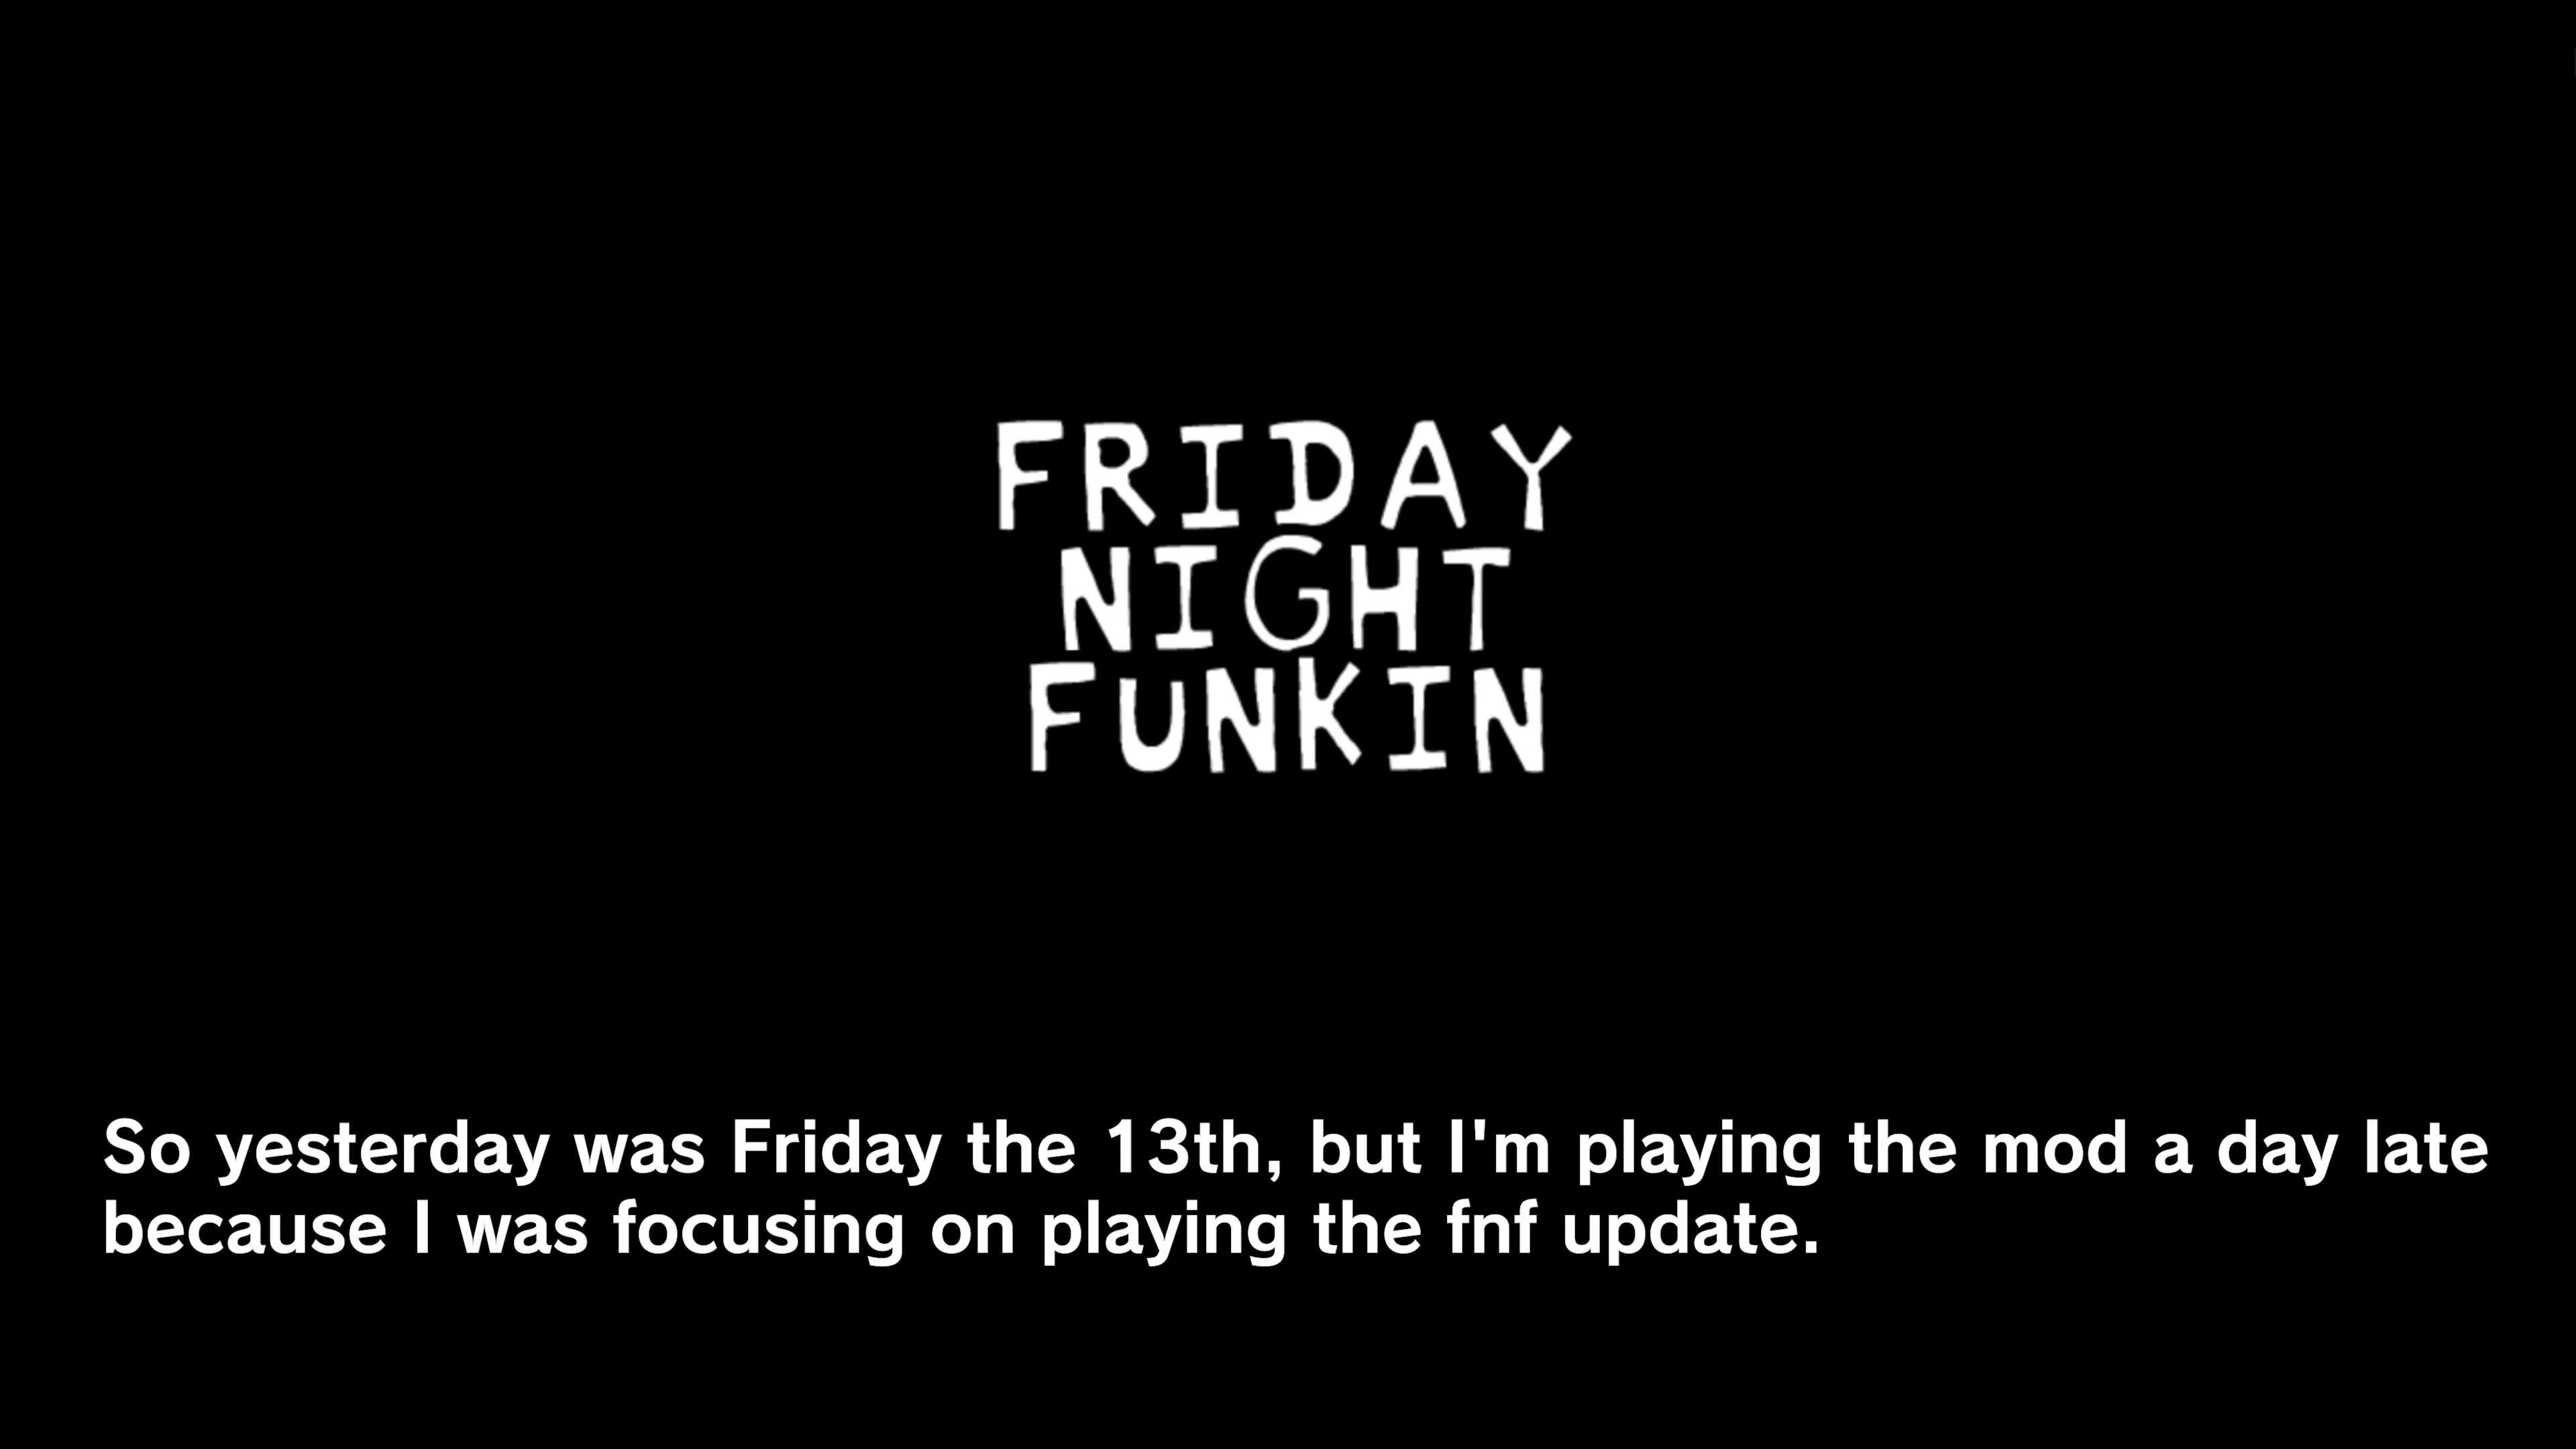 FRIDAY
NIGHT
FUNKIN
So yesterday was Friday the 13th, but I'm playing the mod a day late
because I was focusing on playing the fnf update.